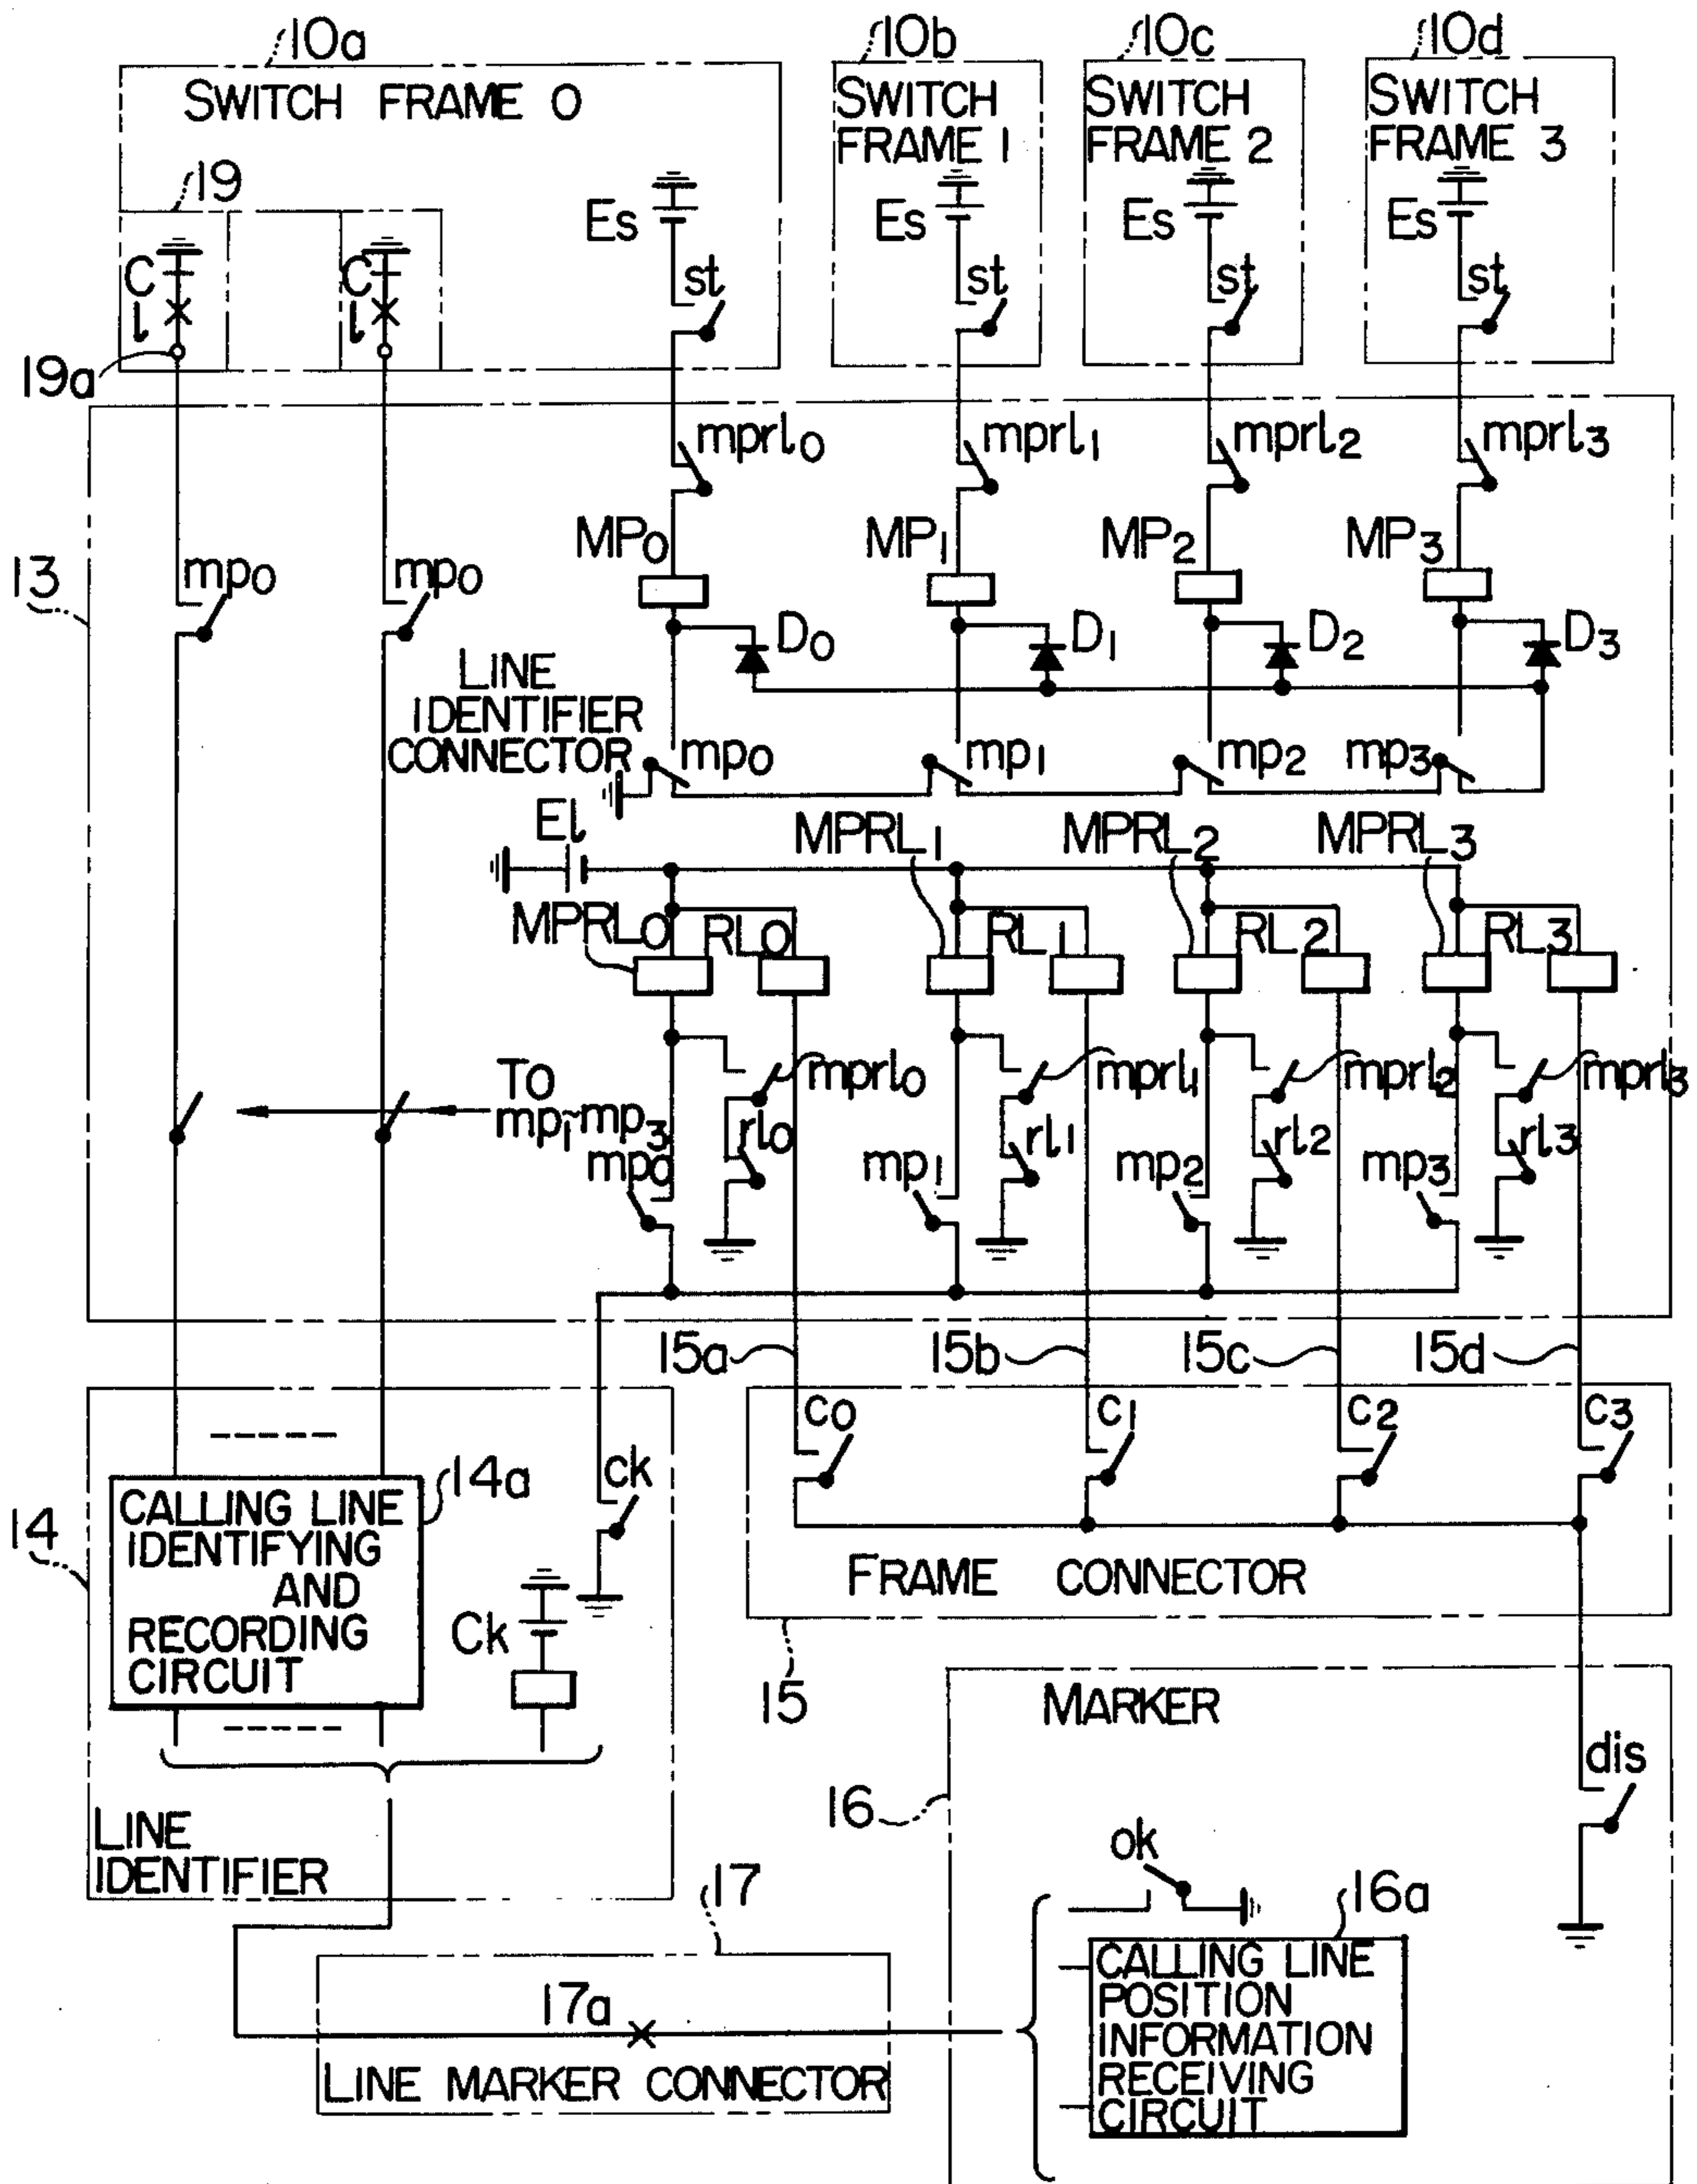 10a
10b
10c
10d
SWITCH FRAME 0
SWITCH
FRAME 1
SWITCH
FRAME 2
SWITCH
FRAME 3
19
Es
Es
Es
Es
C
l
C
l
st
st
st
st
19a
mprl0
mprl1
mprl2
mprl3
MP0
MP1
MP2
MP3
13
mp0
mp0
D0
D1
D2
D3
LINE
IDENTIFIER
CONNECTOR
mp0
mp1
mp2
mp3
El
MPRL1
MPRL2
MPRL3
MPRL0
RL0
RL1
RL2
RL3
TO
mp1~mp3
mprl0
mprl1
mprl2
mprl3
rl0
rl1
rl2
rl3
mp0
mp1
mp2
mp3
15a
15b
15c
15d
c0
c1
c2
c3
14a
ck
14
CALLING LINE
IDENTIFYING
AND
RECORDING
CIRCUIT
Ck
FRAME CONNECTOR
15
MARKER
dis
16
LINE
IDENTIFIER
ok
17
16a
17a
LINE MARKER CONNECTOR
CALLING LINE
POSITION
INFORMATION
RECEIVING
CIRCUIT